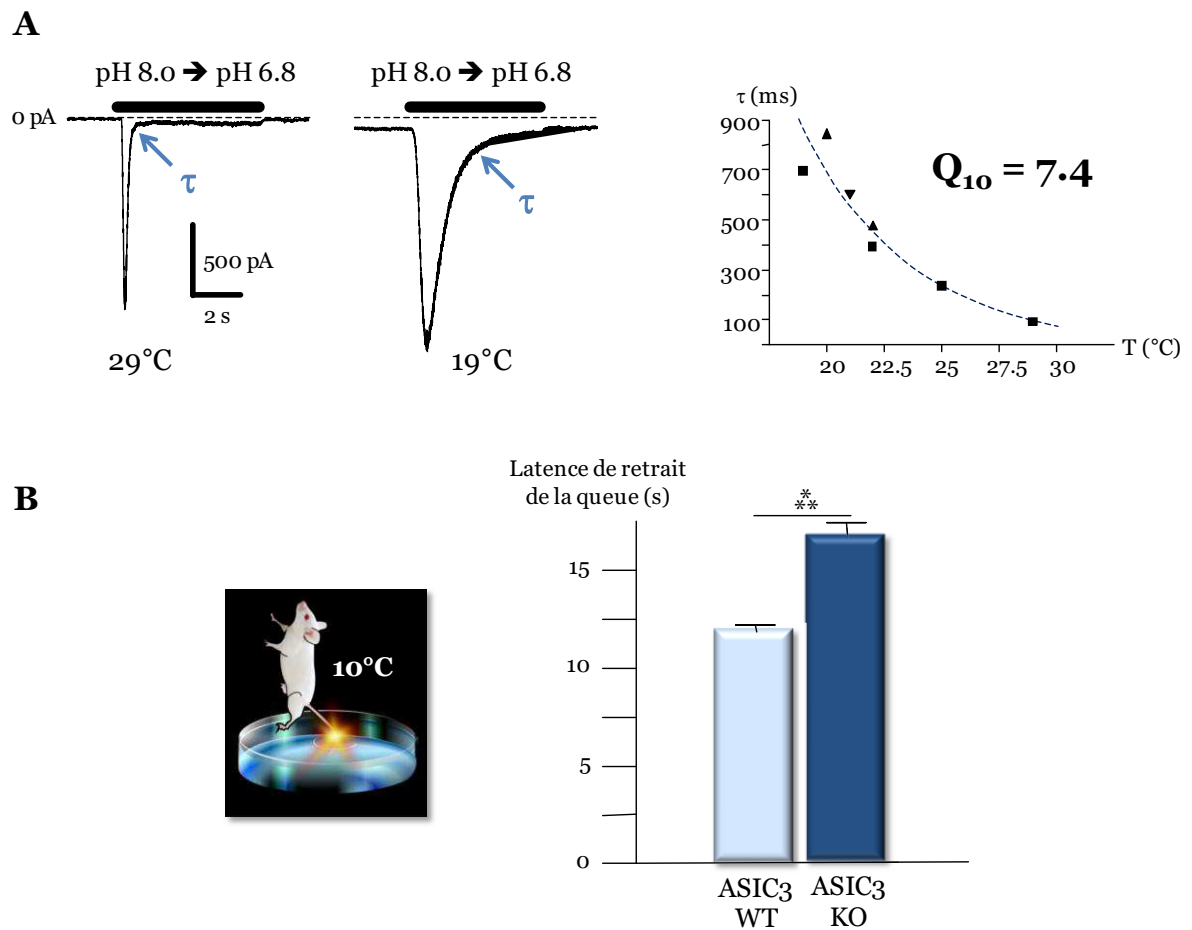 A
pH 8.0 ➔ pH 6.8
pH 8.0 ➔ pH 6.8
0 pA
τ
τ
500 pA
2 s
29°C
19°C
τ (ms)
900
700
500
300
100
Q10 = 7.4
T (°C)
20 22.5 25 27.5 30
B
Latence de retrait
de la queue (s)
*
**
15
10
5
0
10°C
ASIC3
WT
ASIC3
KO